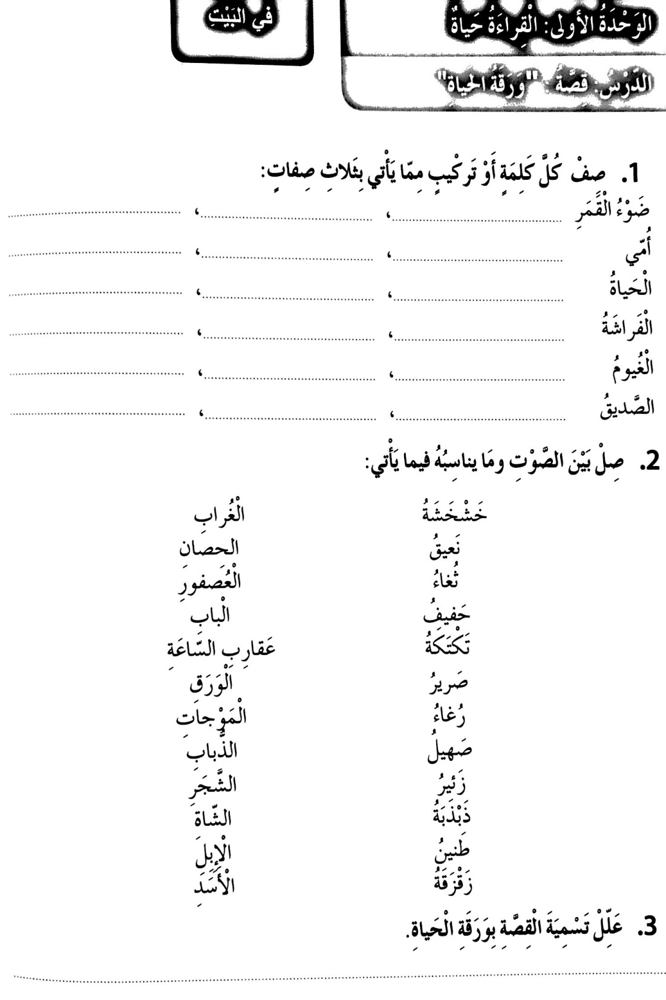 الوَحْدَةُ الأولى: الْقِراءَةُ حَياةٌ
في البَيْتِ
الدَّرْسُ: قِصَّةُ : "وَرَقَةُ الحَياةِ"
1. صِفْ كُلَّ كَلِمَةٍ أَوْ تَرْكيبٍ مِمّا يَأْتي بِثَلاثِ صِفاتٍ:
ضَوْءُ الْقَمَرِ ............، ............، ............
أُمّي ............، ............، ............
الْحَياةُ ............، ............، ............
الْفَراشَةُ ............، ............، ............
الْغُيومُ ............، ............، ............
الصَّديقُ ............، ............، ............
2. صِلْ بَيْنَ الصَّوْتِ ومَا يناسِبُهُ فيما يَأْتي:
خَشْخَشَةُ الْغُرابِ
نَعيقُ الحصانِ
ثُغاءُ الْعُصفورِ
حَفيفُ الْبابِ
تَكْتَكَةُ عَقارِبِ السّاعَةِ
صَريرُ الْوَرَقِ
رُغاءُ الْمَوْجاتِ
صَهيلُ الذُّبابِ
زَئيرُ الشَّجَرِ
ذَبْذَبَةُ الشّاةِ
طَنينُ الْإِبِلِ
زَقْزَقَةُ الْأَسَدِ
3. عَلِّلْ تَسْمِيَةَ الْقِصَّةِ بِوَرَقَةِ الْحَياةِ.